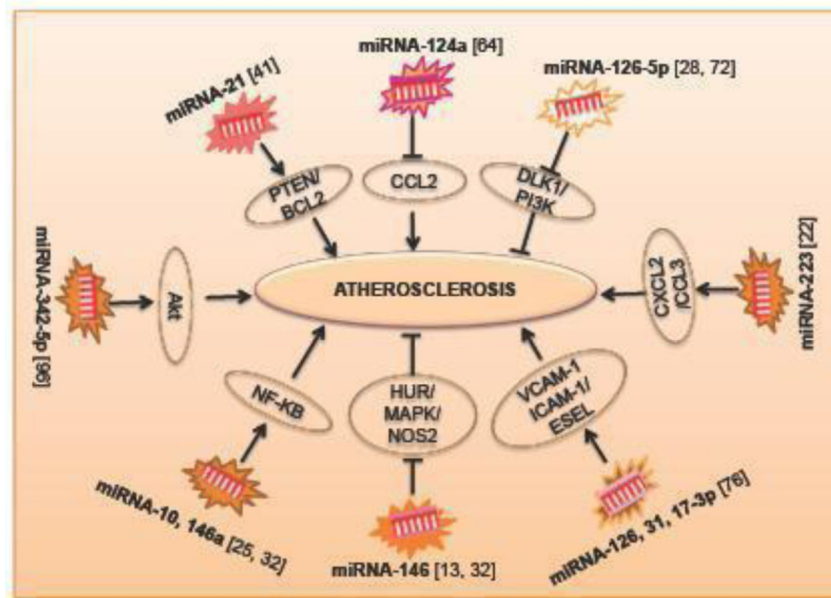 miRNA-124a [64]
miRNA-21 [41]
miRNA-126-5p [28, 72]
PTEN/
BCL2
CCL2
DLK1/
PI3K
miRNA-342-5p [96]
Akt
ATHEROSCLEROSIS
CXCL2
/CCL3
miRNA-223 [22]
NF-KB
HUR/
MAPK/
NOS2
VCAM-1
ICAM-1/
ESEL
miRNA-10, 146a [25, 32]
miRNA-146 [13, 32]
miRNA-126, 31, 17-3p [76]